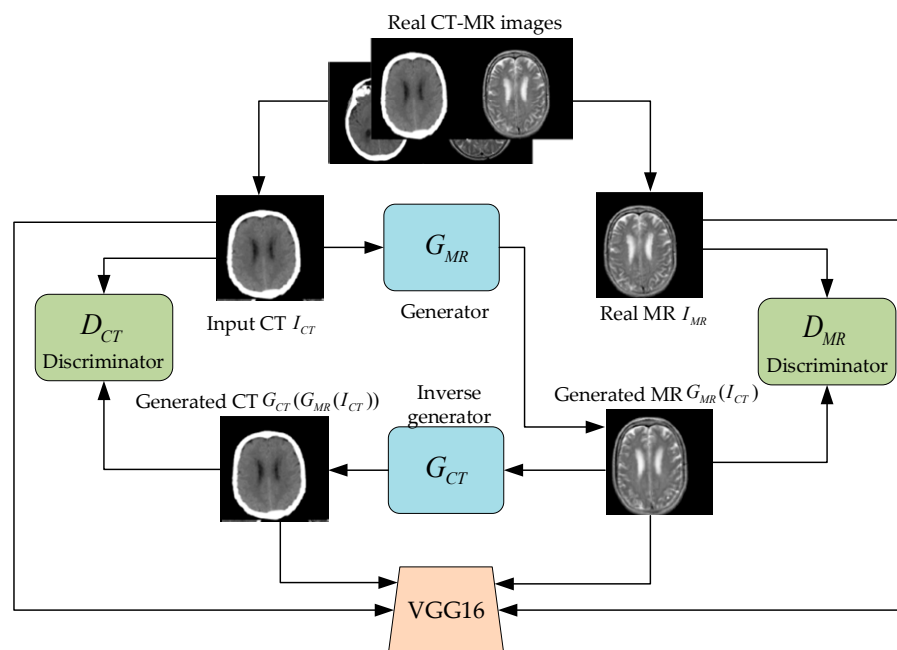 Real CT-MR images
G_MR
Generator
Input CT I_CT
Real MR I_MR
D_CT
Discriminator
D_MR
Discriminator
Generated CT G_CT(G_MR(I_CT))
Inverse
generator
Generated MR G_MR(I_CT)
G_CT
VGG16